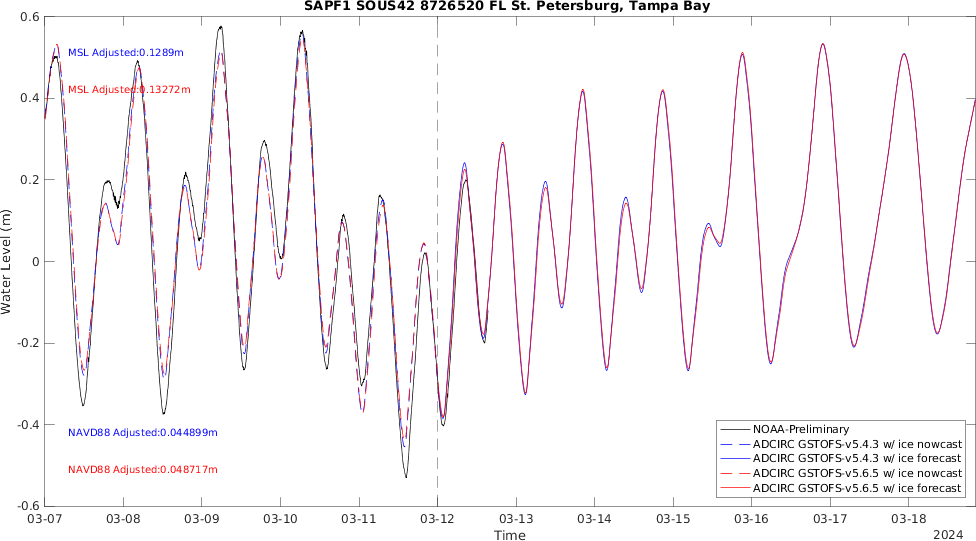 SAPF1 SOUS42 8726520 FL St. Petersburg, Tampa Bay
0.6
MSL Adjusted:0.1289m
MSL Adjusted:0.13272m
0.4
0.2
0
-0.2
-0.4
-0.6
Water Level (m)
NAVD88 Adjusted:0.044899m
NAVD88 Adjusted:0.048717m
NOAA-Preliminary
ADCIRC GSTOFS-v5.4.3 w/ ice nowcast
ADCIRC GSTOFS-v5.4.3 w/ ice forecast
ADCIRC GSTOFS-v5.6.5 w/ ice nowcast
ADCIRC GSTOFS-v5.6.5 w/ ice forecast
03-07 03-08 03-09 03-10 03-11 03-12 03-13 03-14 03-15 03-16 03-17 03-18
Time
2024